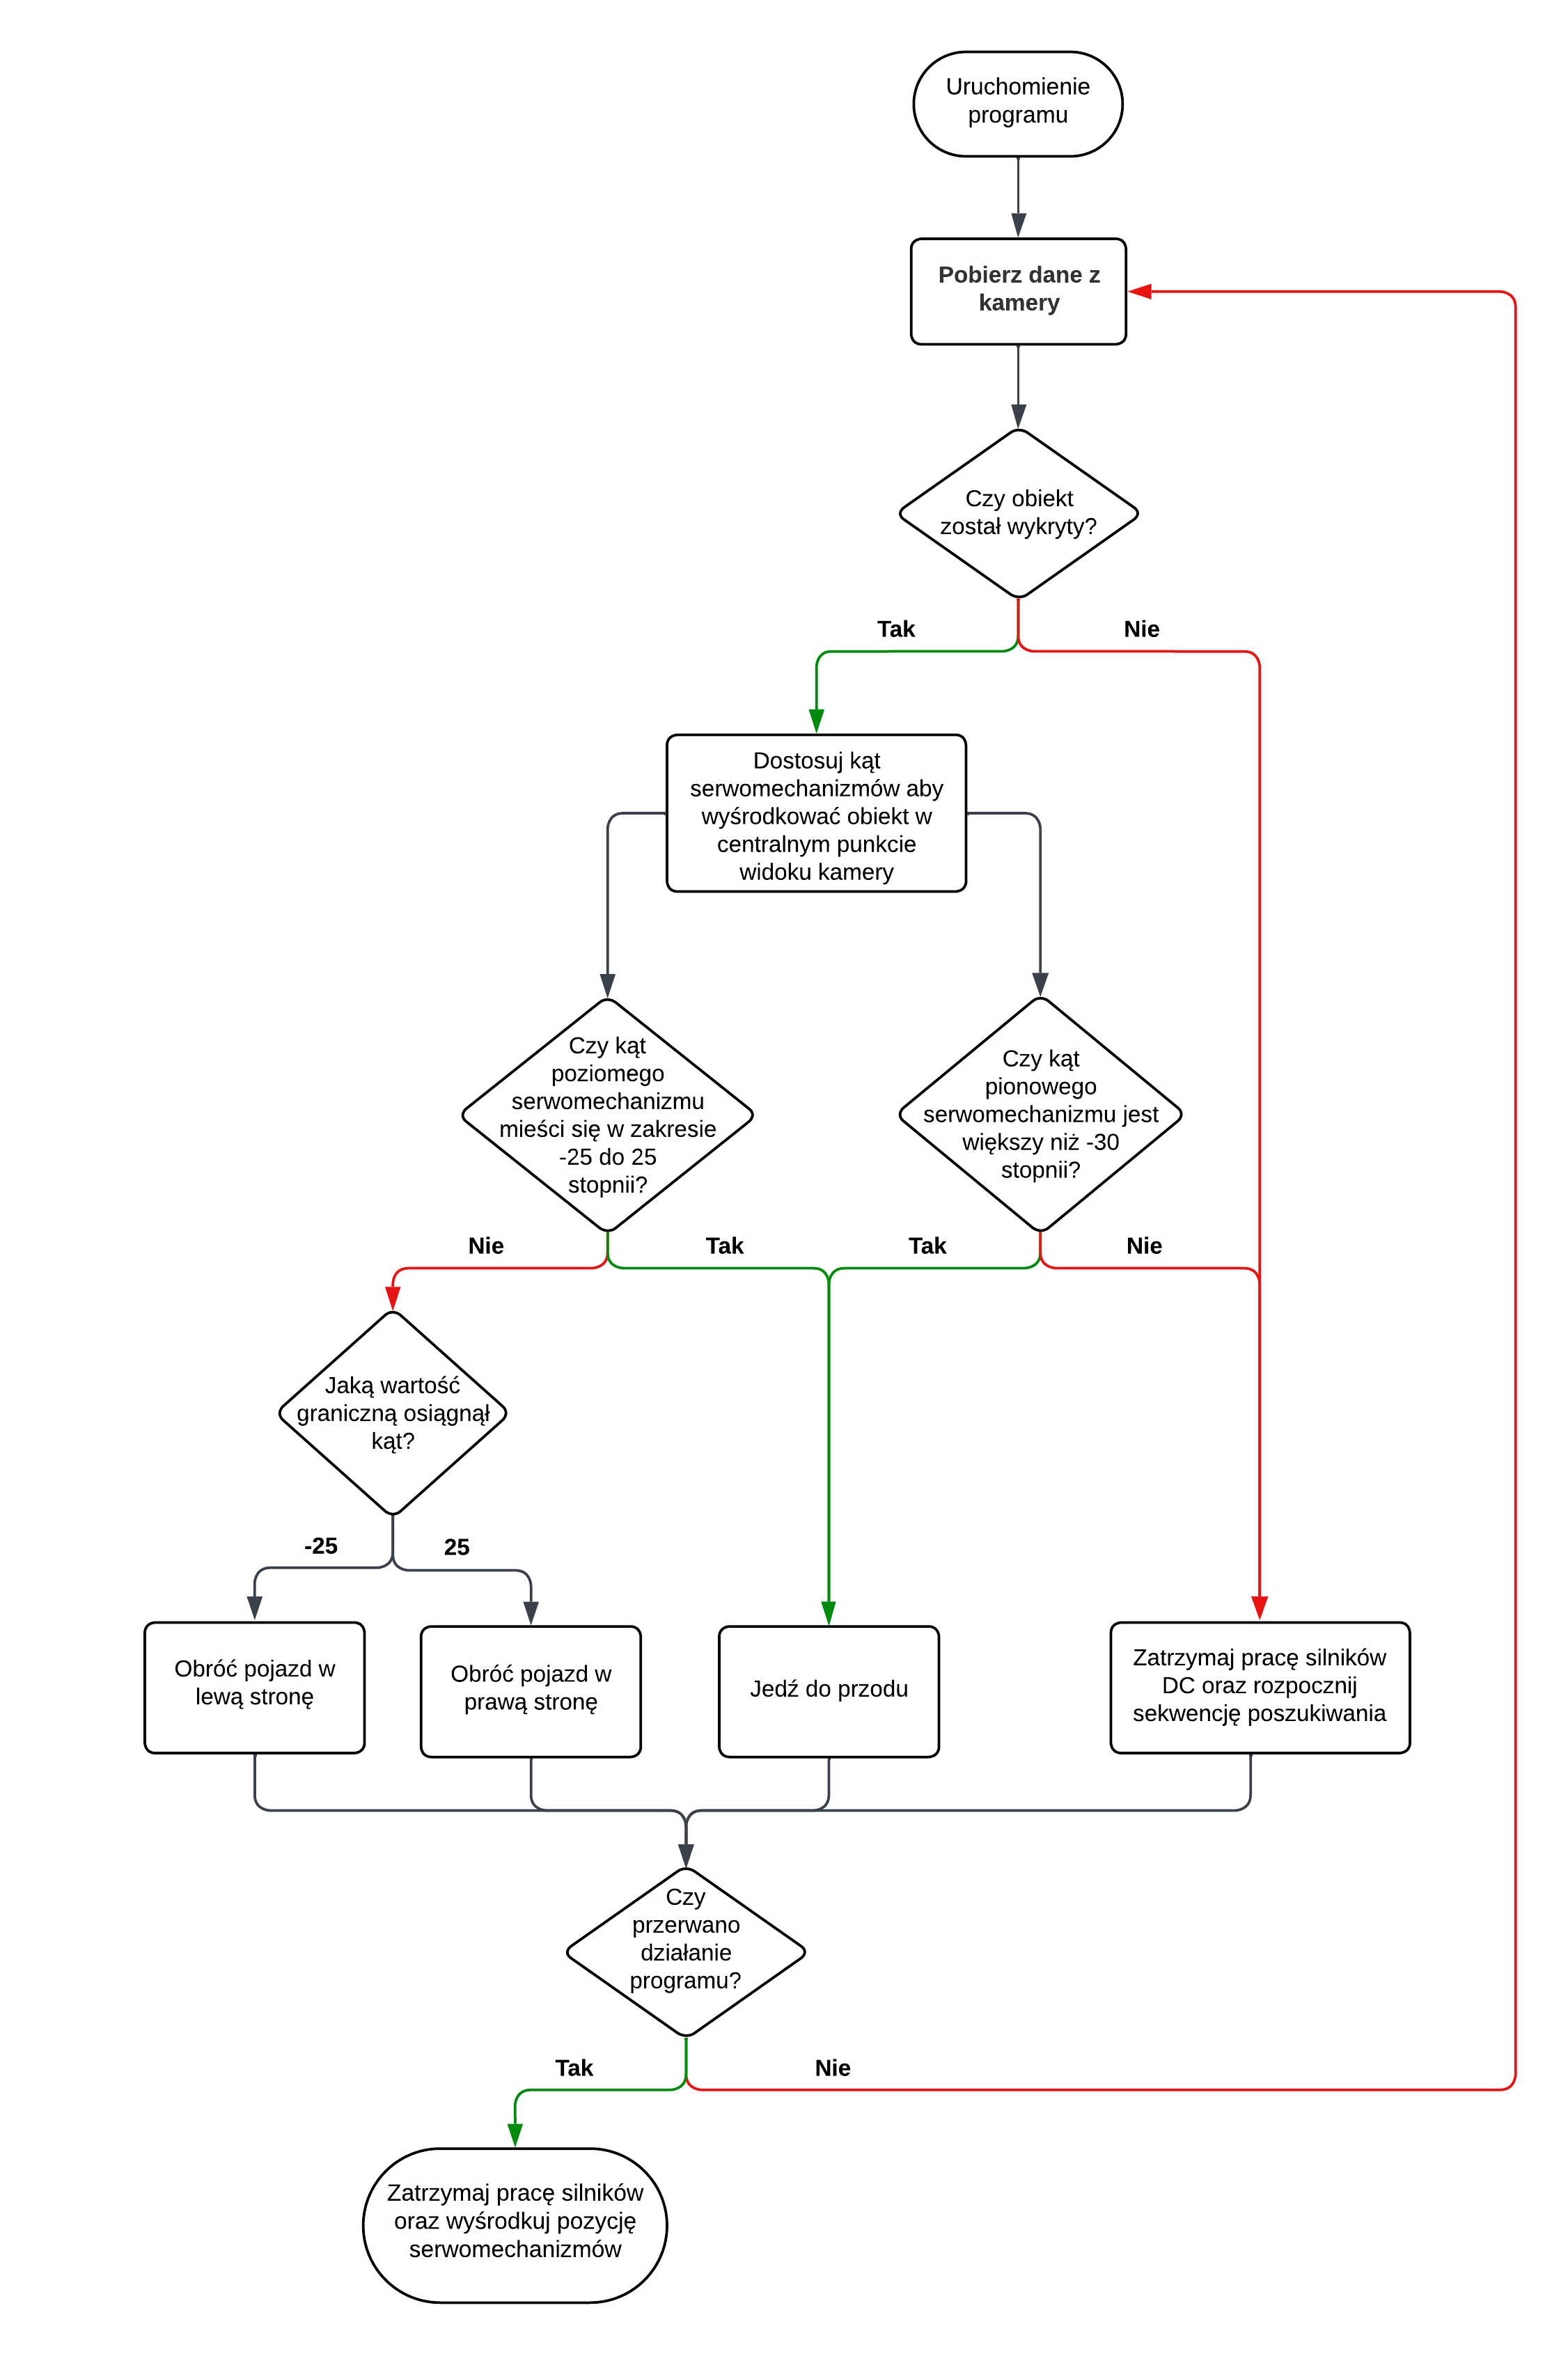 Uruchomienie
programu
Pobierz dane z
kamery
Czy obiekt
został wykryty?
Tak
Nie
Dostosuj kąt
serwomechanizmów aby
wyśrodkować obiekt w
centralnym punkcie
widoku kamery
Czy kąt
poziomego
serwomechanizmu
mieści się w zakresie
-25 do 25
stopnii?
Czy kąt
pionowego
serwomechanizmu jest
większy niż -30
stopnii?
Nie
Tak
Tak
Nie
Jaką wartość
graniczną osiągnął
kąt?
-25
25
Obróć pojazd w
lewą stronę
Obróć pojazd w
prawą stronę
Jedź do przodu
Zatrzymaj pracę silników
DC oraz rozpocznij
sekwencję poszukiwania
Czy
przerwano
działanie
programu?
Tak
Nie
Zatrzymaj pracę silników
oraz wyśrodkuj pozycję
serwomechanizmów